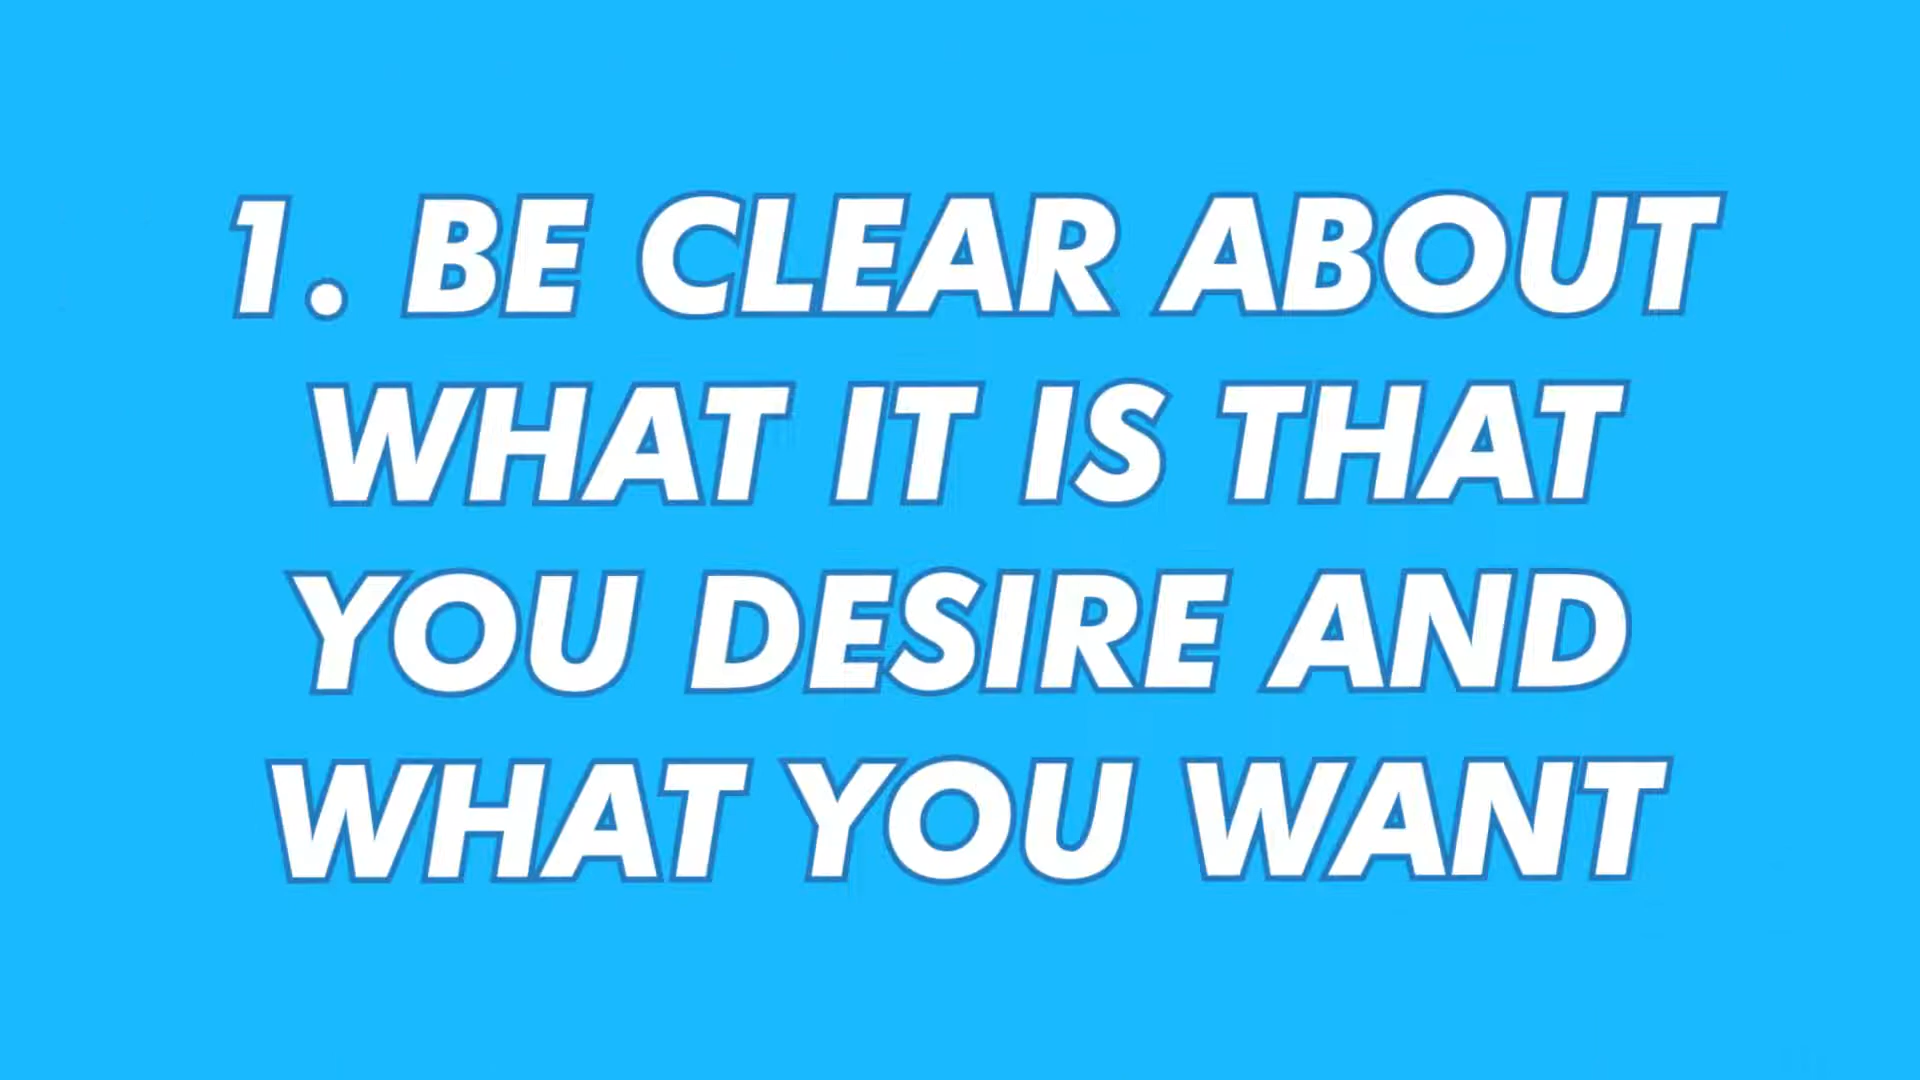 1. BE CLEAR ABOUT
WHAT IT IS THAT
YOU DESIRE AND
WHAT YOU WANT